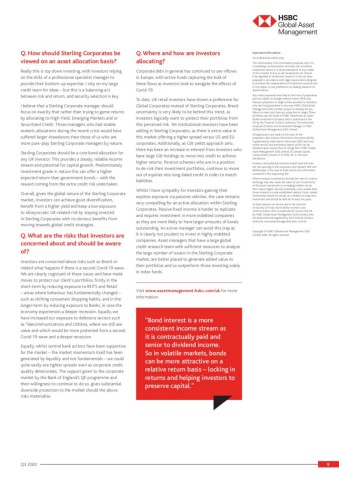 HSBC
Global Asset
Management
Q. How should Sterling Corporates be
viewed on an asset allocation basis?
Really this is top down investing, with investors relying
on the skills of a professional specialist manager to
provide their bottom-up expertise. I rely on my team's
credit team for ideas – but this is a balancing act
between risk and return, and security selection is key.
I believe that a Sterling Corporate manager should
focus on exactly that rather than trying to game returns
by allocating to High-Yield, Emerging Markets and or
Securitised Credit. Those managers who had sizeable
esoteric allocations during the recent crisis would have
suffered larger drawdowns than those of us who are
more pure-play Sterling Corporate managers by nature.
Sterling Corporates should be a core bond allocation for
any UK investor. This provides a steady, reliable income
stream and potential for capital growth. Predominately
investment grade in nature this can offer a higher
expected return than government bonds – with the
reward coming from the extra credit risk undertaken.
Overall, given the global nature of the Sterling Corporate
market, investors can achieve good diversification,
benefit from a higher yield and keep a low exposure
to idiosyncratic UK-related risk by staying invested
in Sterling Corporates with no obvious benefits from
moving towards global credit strategies.
Q. What are the risks that investors are
concerned about and should be aware
of?
Investors are concerned about risks such as Brexit or
indeed what happens if there is a second Covid-19 wave.
We are clearly cognisant of these issues and have made
moves to protect our client's portfolios; firstly in the
short-term by reducing exposure to REITS and Retail
– areas where behaviour has fundamentally changed –
such as shifting consumers shopping habits, and in the
longer-term by reducing exposure to Banks, in case the
economy experiences a deeper recession. Equally, we
have increased our exposure to defensive sectors such
as Telecommunications and Utilities; where we still see
value and which would be more protected from a second
Covid-19 wave and a deeper recession.
Equally, whilst central bank actions have been supportive
for the market – the market momentum itself has been
generated by liquidity and not fundamentals – we could
quite easily see tighter spreads even as corporate credit
quality deteriorates. The support given to the corporate
market by the Bank of England's QE programme and
their willingness to continue to do so, gives substantial
downside protection to the market should the above
risks materialise.
Q. Where and how are investors
allocating?
Corporate debt in general has continued to see inflows
in Europe, with active funds capturing the bulk of
these flows as investors look to navigate the effects of
Covid-19.
To date, UK retail investors have shown a preference for
Global Corporates instead of Sterling Corporates. Brexit
uncertainty is very likely to be behind this trend, as
investors logically want to protect their portfolios from
this perceived risk. Yet institutional investors have been
adding in Sterling Corporates, as there is extra value in
this market offering a higher spread versus US and EU
corporates. Additionally, as Gilt yields approach zero,
there has been an increase in interest from investors who
have large Gilt holdings to move into credit to achieve
higher returns. Pension schemes who are in a position
to de-risk their investment portfolios, continue to move
out of equities into long-dated credit in order to match
liabilities.
Whilst I have sympathy for investors gaining their
equities exposure via passive vehicles, the case remains
very compelling for an active allocation within Sterling
Corporates. Passive fixed income is harder to replicate
and requires investment in more indebted companies
as they are more likely to have larger amounts of bonds
outstanding. An active manager can avoid this trap as
it is clearly not prudent to invest in highly indebted
companies. Asset managers that have a large global
credit research team with sufficient resources to analyse
the large number of issuers in the Sterling Corporate
market, are better placed to generate added value to
their portfolios and so outperform those investing solely
in index funds.
Visit www.assetmanagement.hsbc.com/uk for more
information.
"Bond interest is a more
consistent income stream as
it is contractually paid and
senior to dividend income.
So in volatile markets, bonds
can be more attractive on a
relative return basis – locking in
returns and helping investors to
preserve capital."
Important information